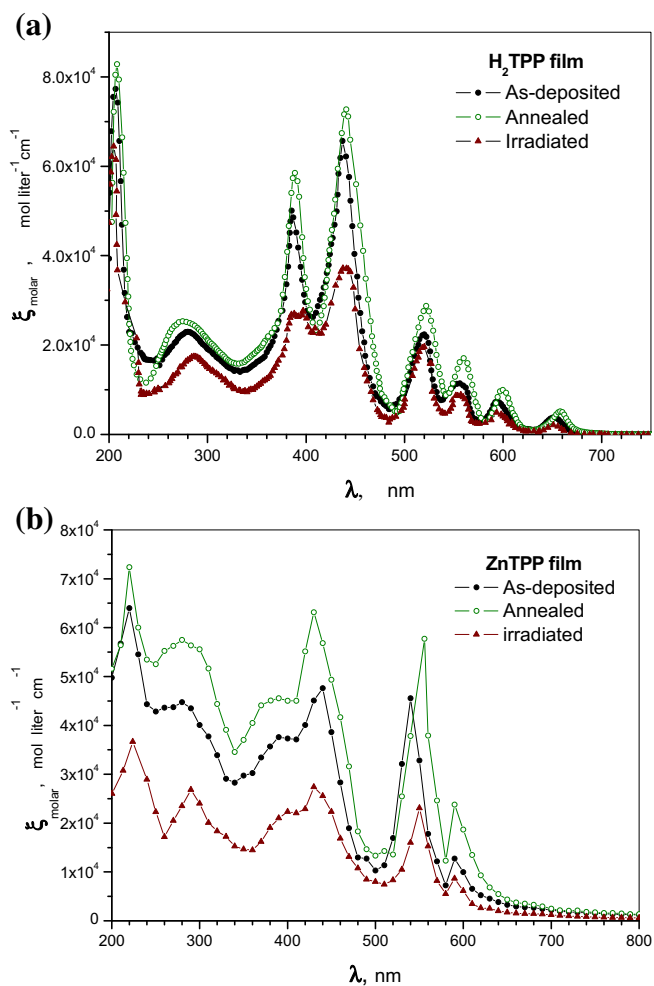 (a)
H2TPP film
As-deposited
Annealed
Irradiated
8.0x10^4
6.0x10^4
4.0x10^4
2.0x10^4
0.0
ξmolar , mol liter^-1 cm^-1
200 300 400 500 600 700
λ, nm
(b)
ZnTPP film
As-deposited
Annealed
irradiated
8x10^4
7x10^4
6x10^4
5x10^4
4x10^4
3x10^4
2x10^4
1x10^4
0
ξmolar , mol liter^-1 cm^-1
200 300 400 500 600 700 800
λ, nm